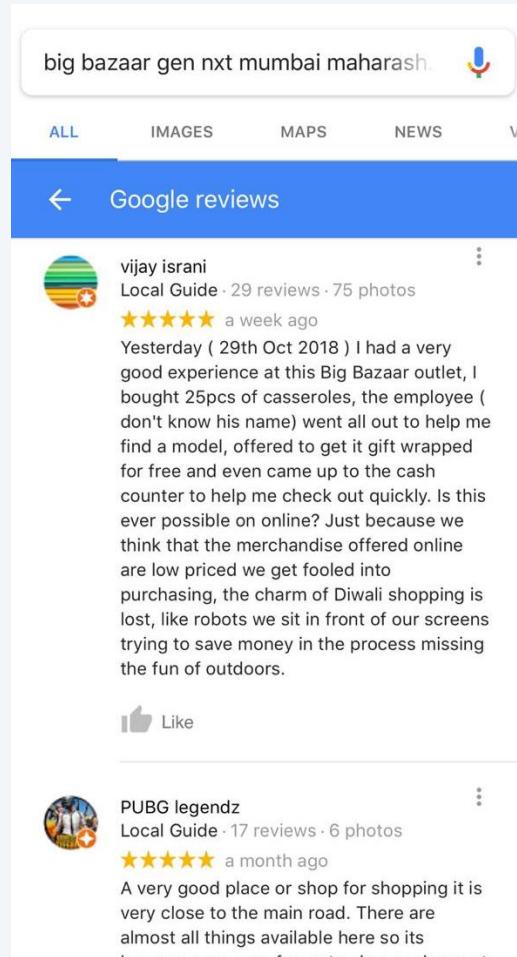 big bazaar gen nxt mumbai maharash
ALL IMAGES MAPS NEWS
Google reviews
vijay israni
Local Guide · 29 reviews · 75 photos
★★★★★ a week ago
Yesterday ( 29th Oct 2018 ) I had a very
good experience at this Big Bazaar outlet, I
bought 25pcs of casseroles, the employee (
don't know his name) went all out to help me
find a model, offered to get it gift wrapped
for free and even came up to the cash
counter to help me check out quickly. Is this
ever possible on online? Just because we
think that the merchandise offered online
are low priced we get fooled into
purchasing, the charm of Diwali shopping is
lost, like robots we sit in front of our screens
trying to save money in the process missing
the fun of outdoors.
Like
PUBG legendz
Local Guide · 17 reviews · 6 photos
★★★★★ a month ago
A very good place or shop for shopping it is
very close to the main road. There are
almost all things available here so its